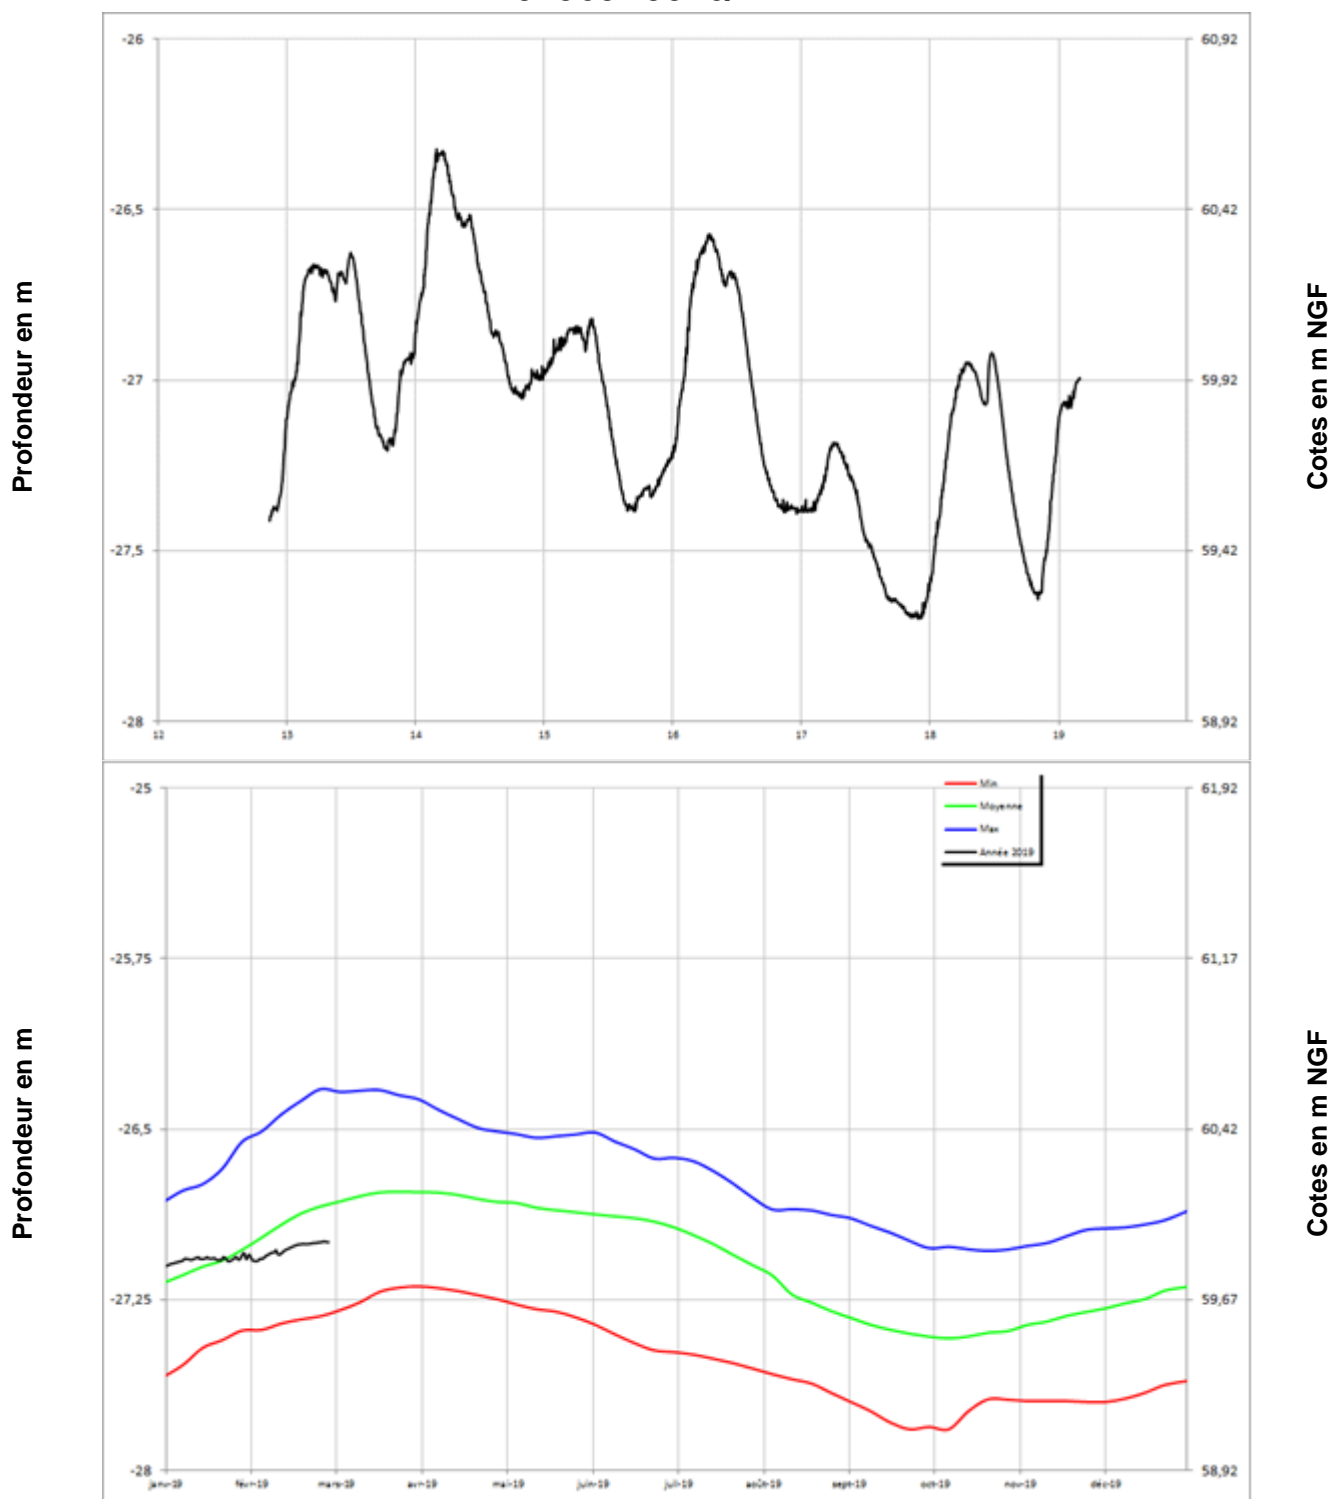 Profondeur en m
-26
-26,5
-27
-27,5
-28
60,92
60,42
59,92
59,42
58,92
Cotes en m NGF
12 13 14 15 16 17 18 19
Profondeur en m
-25
-25,75
-26,5
-27,25
-28
Min
Moyenne
Max
Année 2019
61,92
61,17
60,42
59,67
58,92
Cotes en m NGF
janv-19 févr-19 mars-19 avr-19 mai-19 juin-19 juil-19 août-19 sept-19 oct-19 nov-19 déc-19